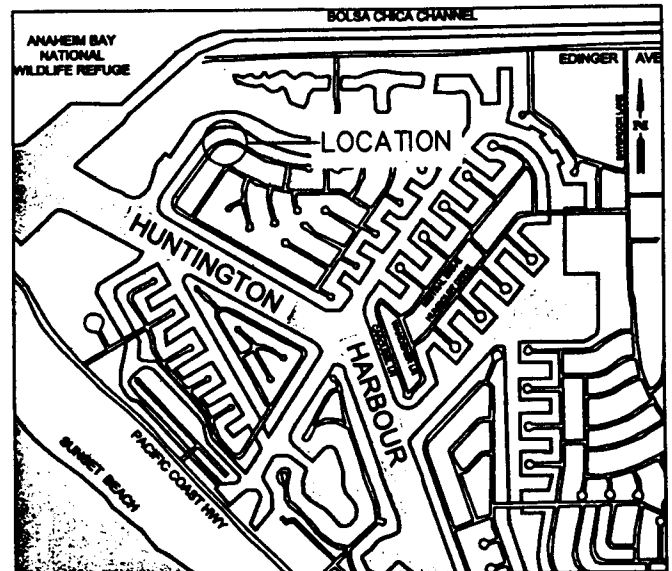 BOLSA CHICA CHANNEL
ANAHEIM BAY
NATIONAL
WILDLIFE REFUGE
EDINGER AVE
N
LOCATION
HUNTINGTON
HARBOUR
PACIFIC COAST HWY
SUNSET BEACH